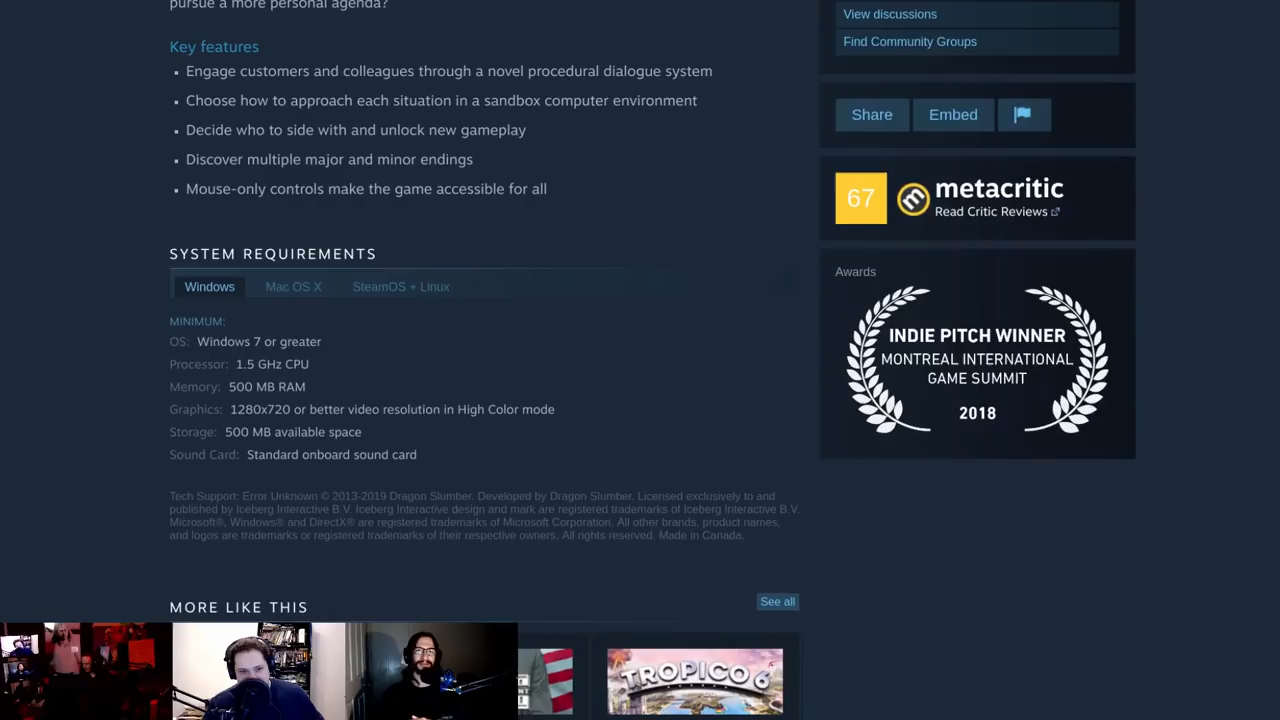 pursue a more personal agenda?
Key features
Engage customers and colleagues through a novel procedural dialogue system
Choose how to approach each situation in a sandbox computer environment
Decide who to side with and unlock new gameplay
Discover multiple major and minor endings
Mouse-only controls make the game accessible for all
SYSTEM REQUIREMENTS
Windows
Mac OS X
SteamOS + Linux
MINIMUM:
OS: Windows 7 or greater
Processor: 1.5 GHz CPU
Memory: 500 MB RAM
Graphics: 1280x720 or better video resolution in High Color mode
Storage: 500 MB available space
Sound Card: Standard onboard sound card
Tech Support: Error Unknown © 2013-2019 Dragon Slumber. Developed by Dragon Slumber. Licensed exclusively to and
published by Iceberg Interactive B.V. Iceberg Interactive design and mark are registered trademarks of Iceberg Interactive B.V.
Microsoft®, Windows® and DirectX® are registered trademarks of Microsoft Corporation. All other brands, product names,
and logos are trademarks or registered trademarks of their respective owners. All rights reserved. Made in Canada.
MORE LIKE THIS
See all
TROPICO 6
View discussions
Find Community Groups
Share
Embed
67
metacritic
Read Critic Reviews
Awards
INDIE PITCH WINNER
MONTREAL INTERNATIONAL
GAME SUMMIT
2018